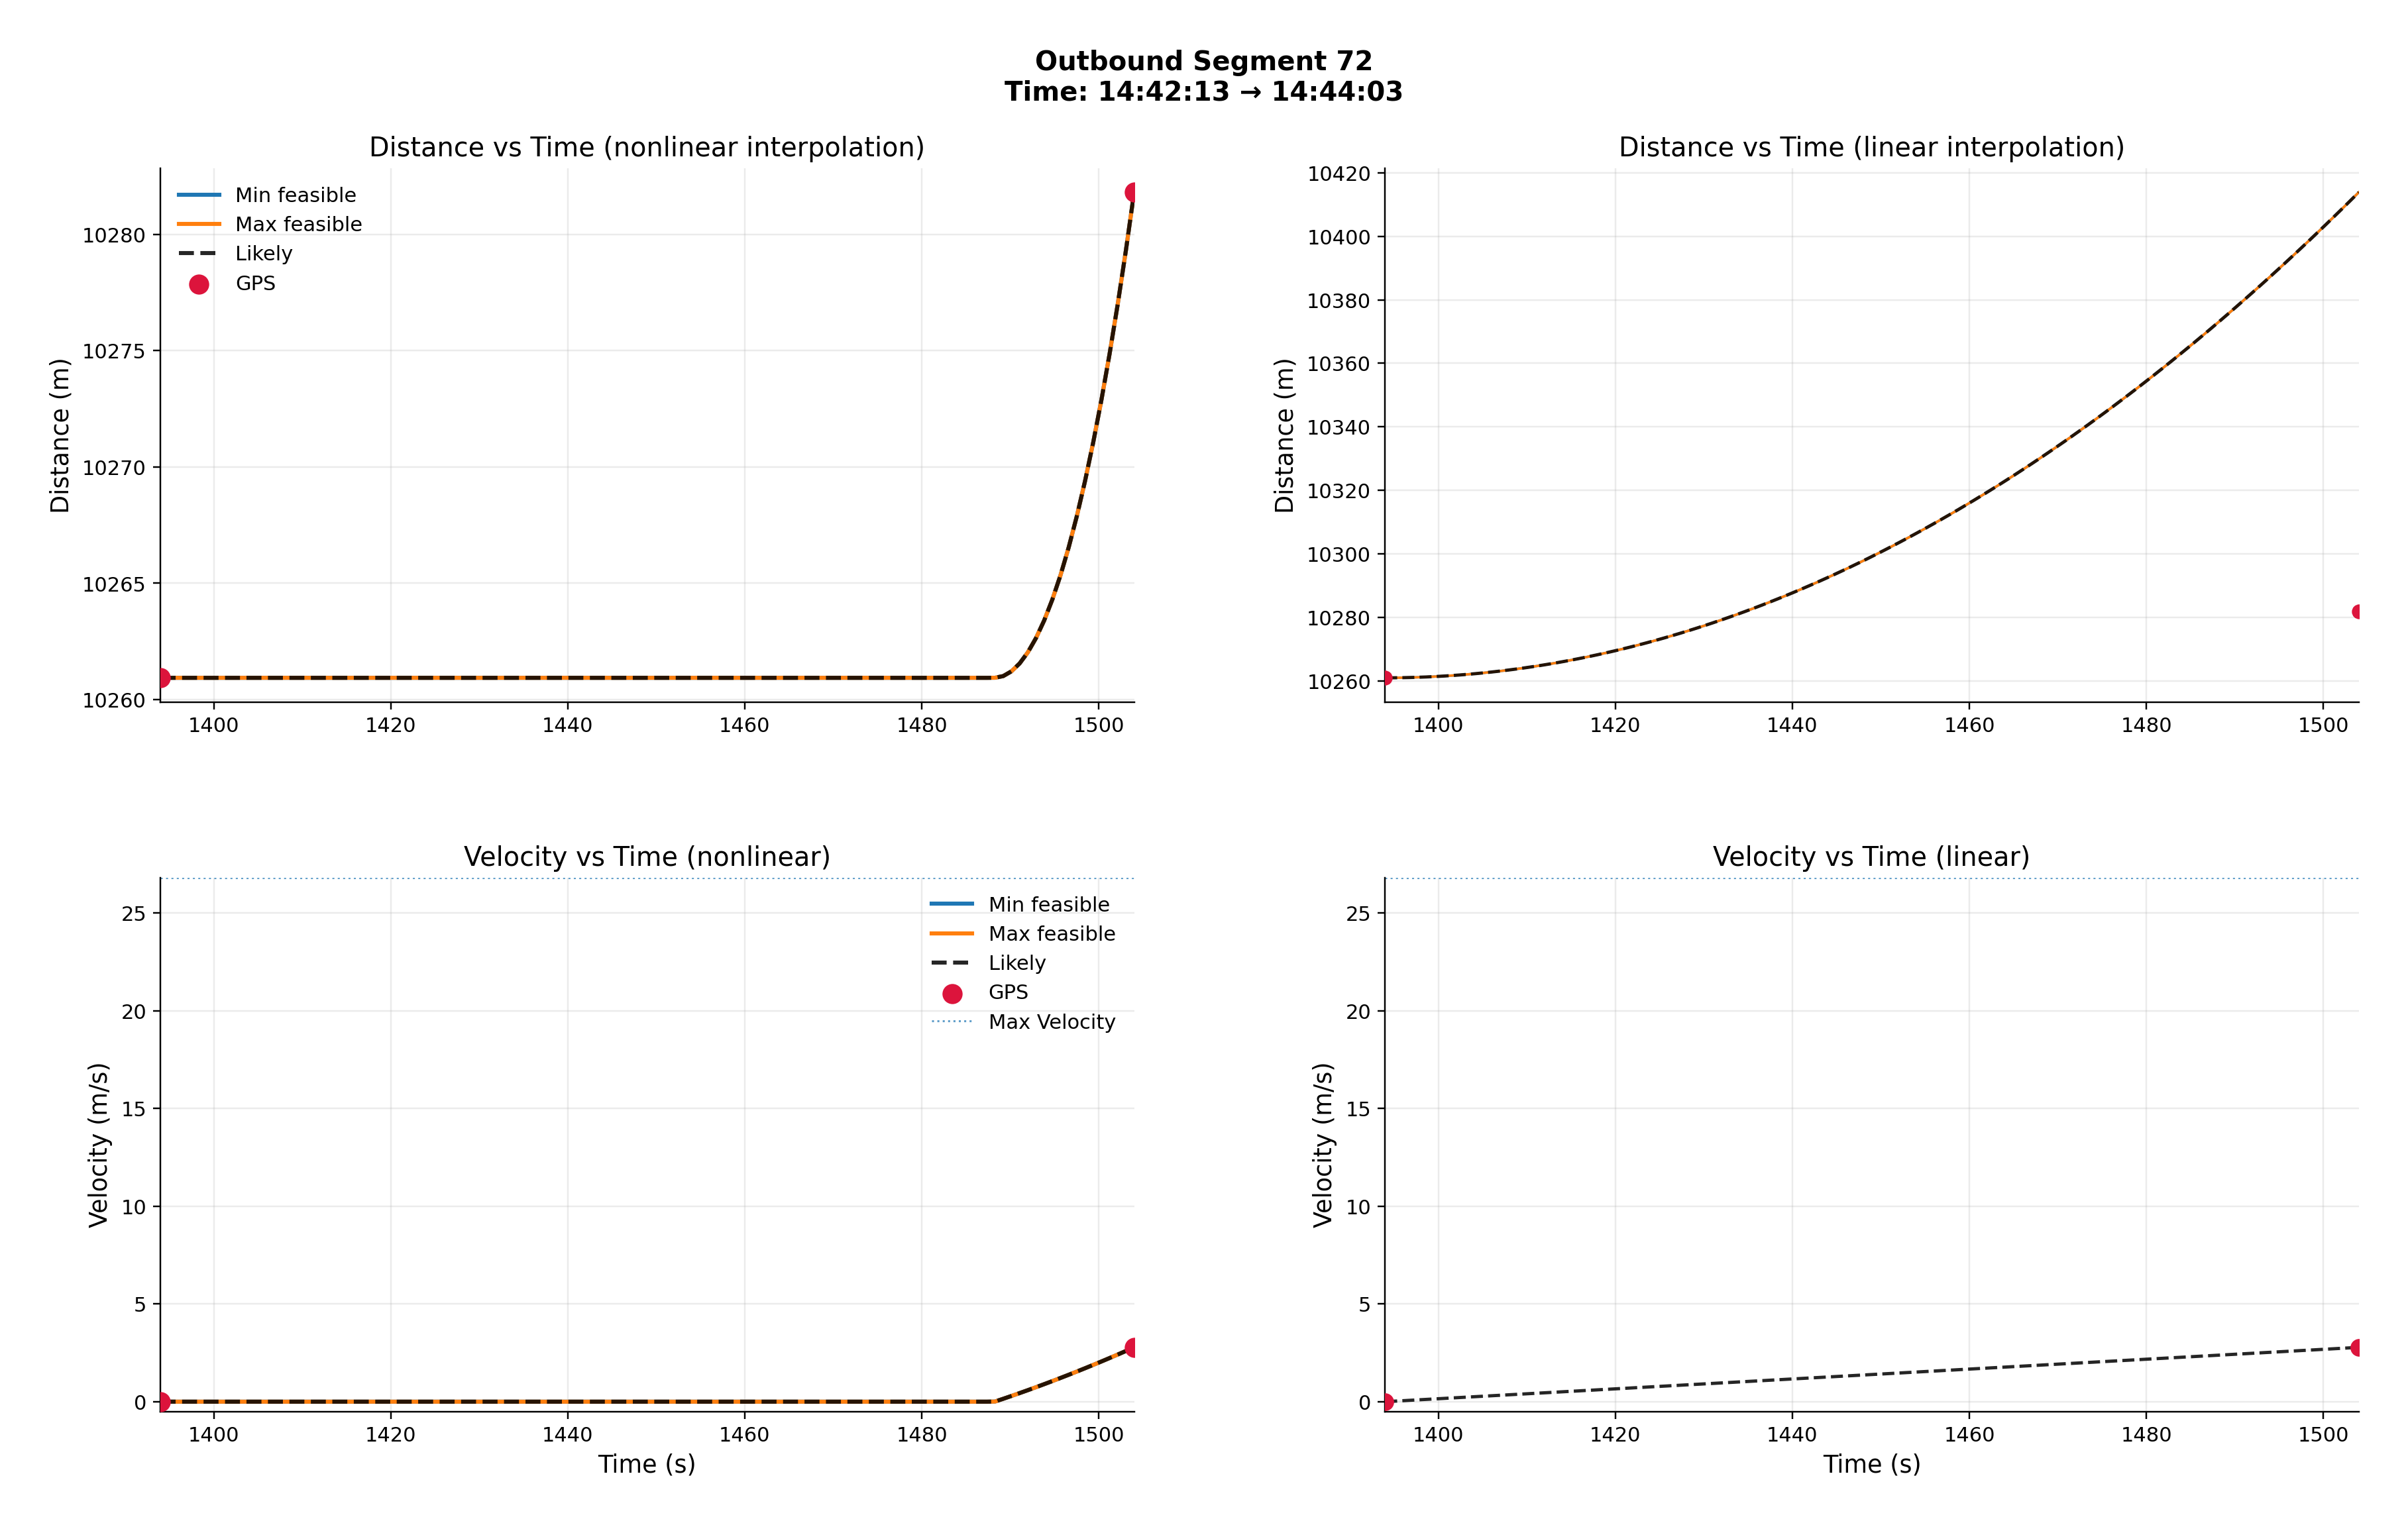 Outbound Segment 72
Time: 14:42:13 → 14:44:03
Distance vs Time (nonlinear interpolation)
Distance (m)
10280
10275
10270
10265
10260
Min feasible
Max feasible
Likely
GPS
1400 1420 1440 1460 1480 1500
Distance vs Time (linear interpolation)
Distance (m)
10420
10400
10380
10360
10340
10320
10300
10280
10260
1400 1420 1440 1460 1480 1500
Velocity vs Time (nonlinear)
Velocity (m/s)
25
20
15
10
5
0
Min feasible
Max feasible
Likely
GPS
Max Velocity
1400 1420 1440 1460 1480 1500
Time (s)
Velocity vs Time (linear)
Velocity (m/s)
25
20
15
10
5
0
1400 1420 1440 1460 1480 1500
Time (s)